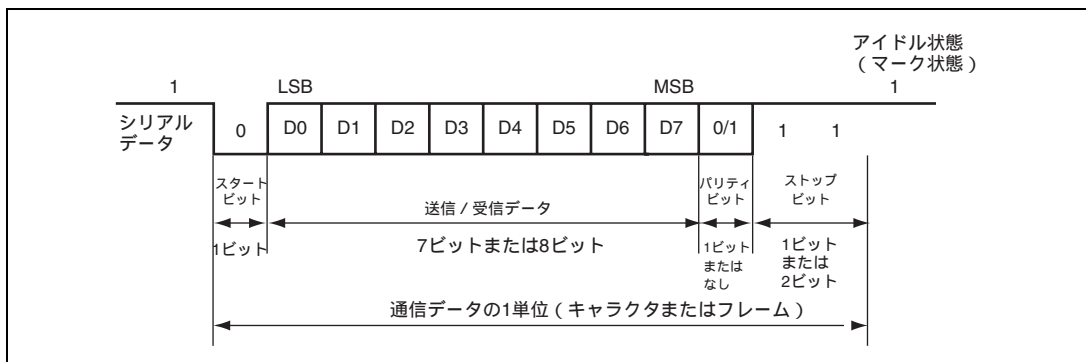 アイドル状態
（マーク状態）
1 LSB MSB 1
シリアル
データ
0 D0 D1 D2 D3 D4 D5 D6 D7 0/1 1 1
スタート
ビット
送信 / 受信データ
パリティ
ビット
ストップ
ビット
1ビット
7ビットまたは8ビット
1ビット
または
なし
1ビット
または
2ビット
通信データの1単位（キャラクタまたはフレーム）